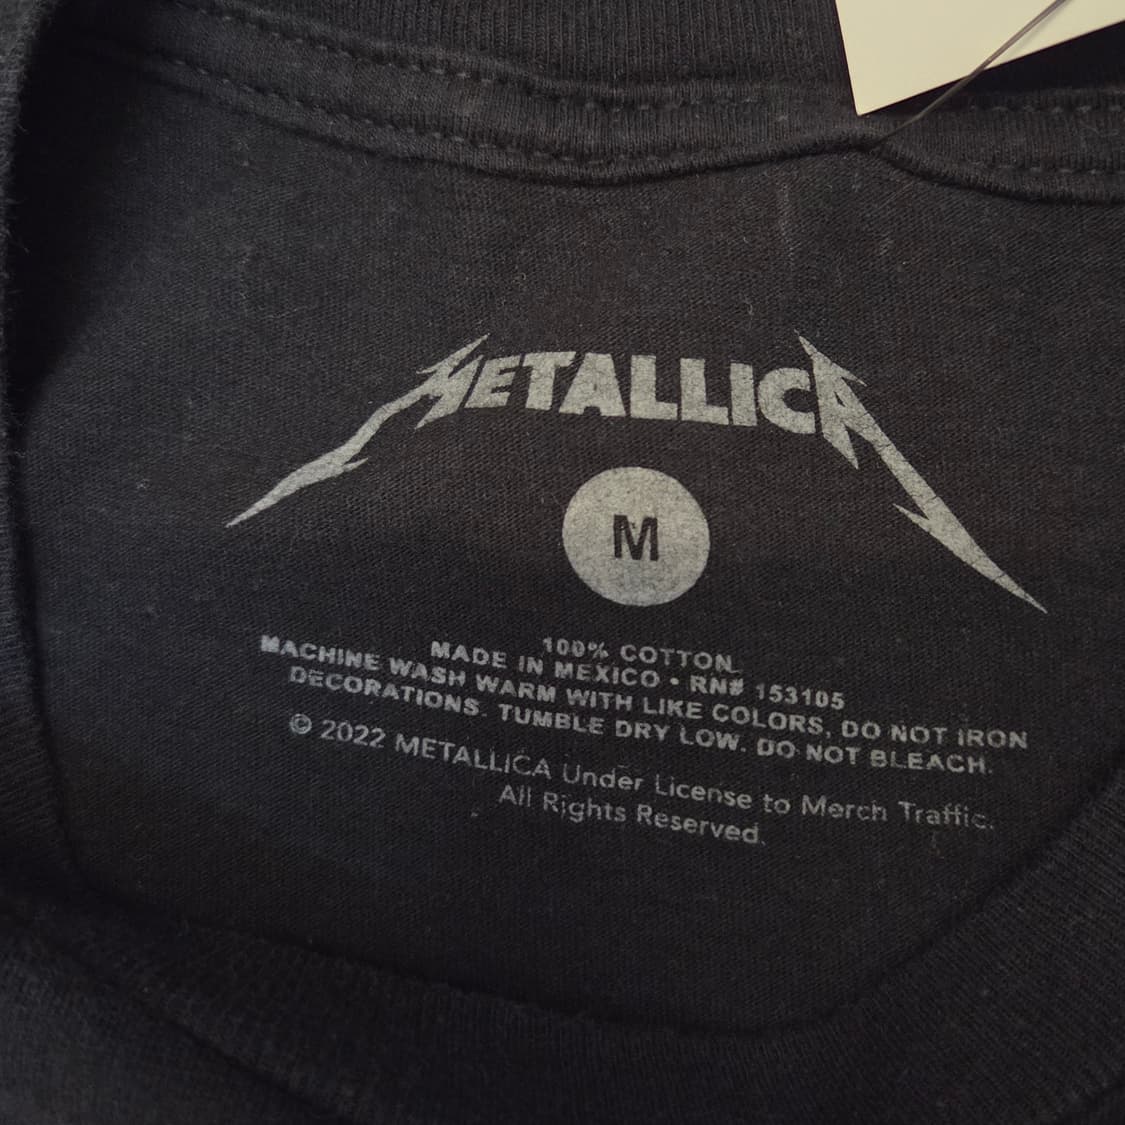 METALLICA
M
100% COTTON
MADE IN MEXICO • RN# 153105
MACHINE WASH WARM WITH LIKE COLORS, DO NOT IRON
DECORATIONS. TUMBLE DRY LOW. DO NOT BLEACH.
© 2022 METALLICA Under License to Merch Traffic.
All Rights Reserved.